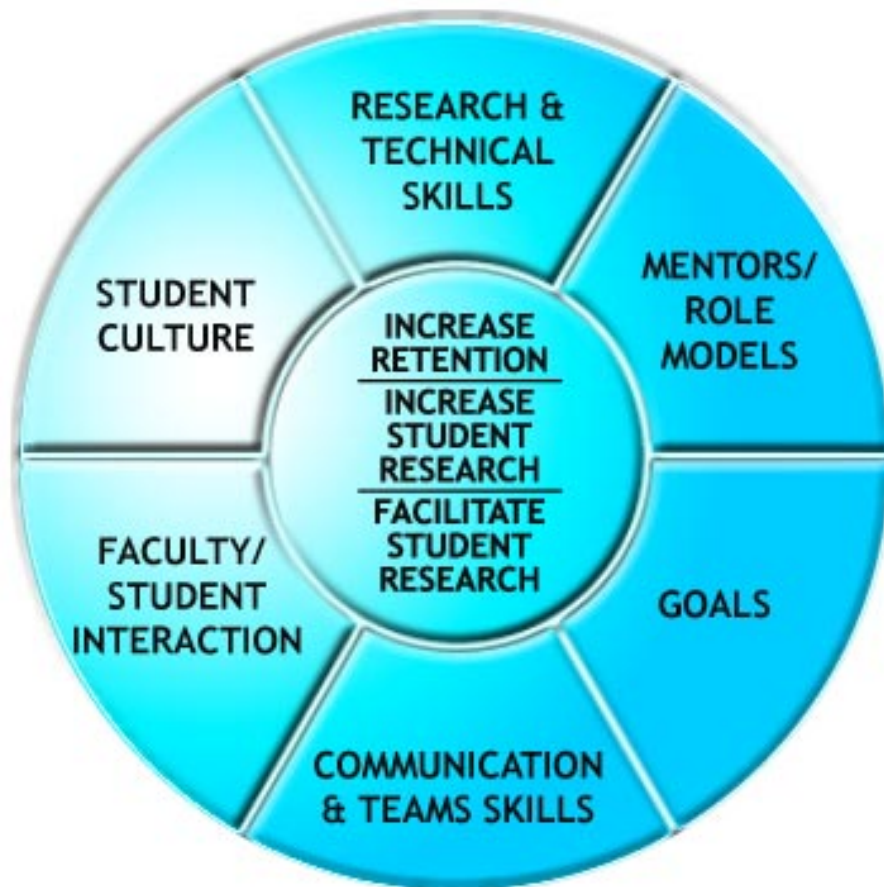 RESEARCH &
TECHNICAL
SKILLS
MENTORS/
ROLE
MODELS
GOALS
COMMUNICATION
& TEAMS SKILLS
FACULTY/
STUDENT
INTERACTION
STUDENT
CULTURE
INCREASE
RETENTION
INCREASE
STUDENT
RESEARCH
FACILITATE
STUDENT
RESEARCH